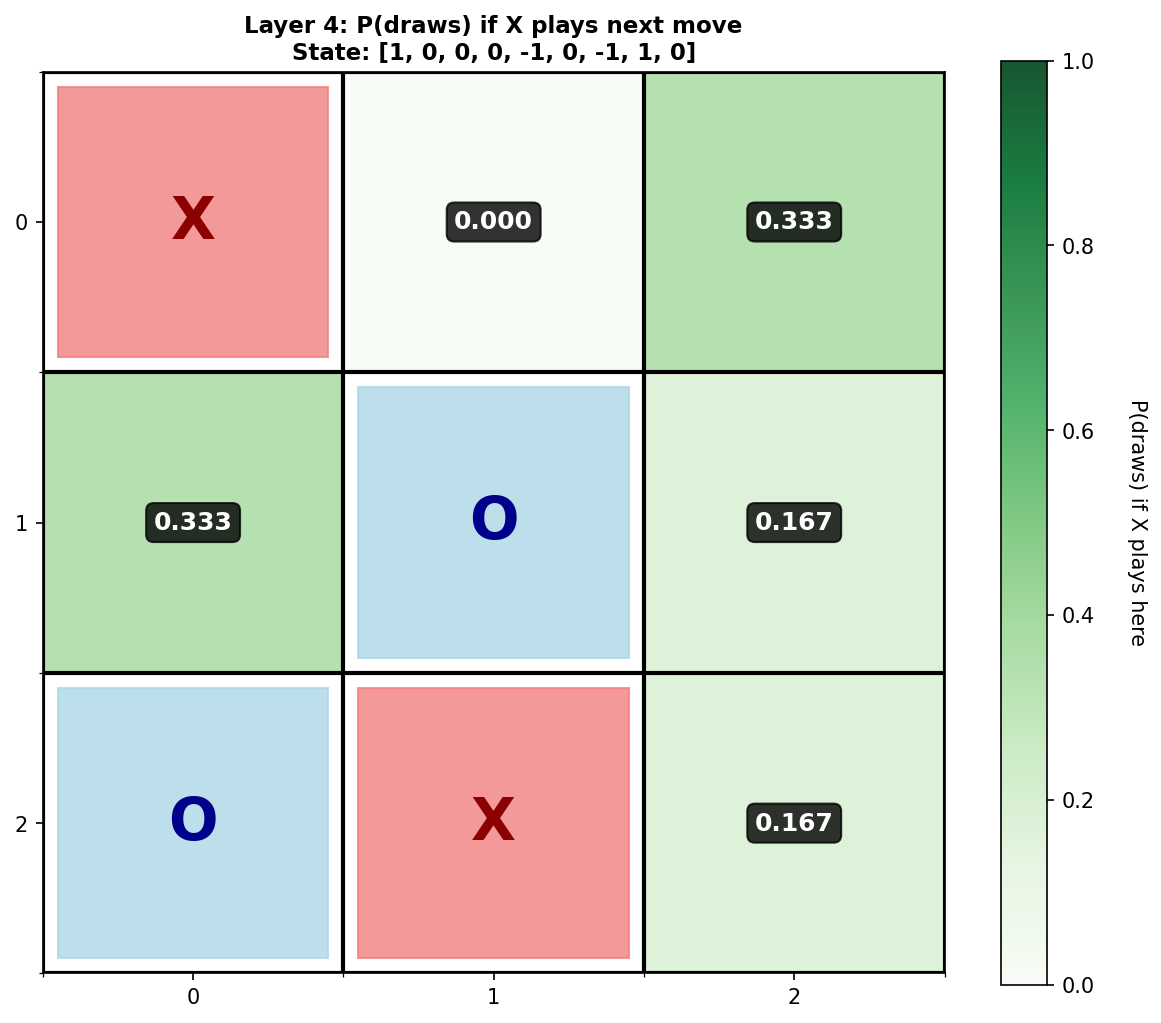 Layer 4: P(draws) if X plays next move
State: [1, 0, 0, 0, -1, 0, -1, 1, 0]
0
X
0.000
0.333
1
0.333
O
0.167
2
O
X
0.167
0
1
2
1.0
0.8
0.6
0.4
0.2
0.0
P(draws) if X plays here